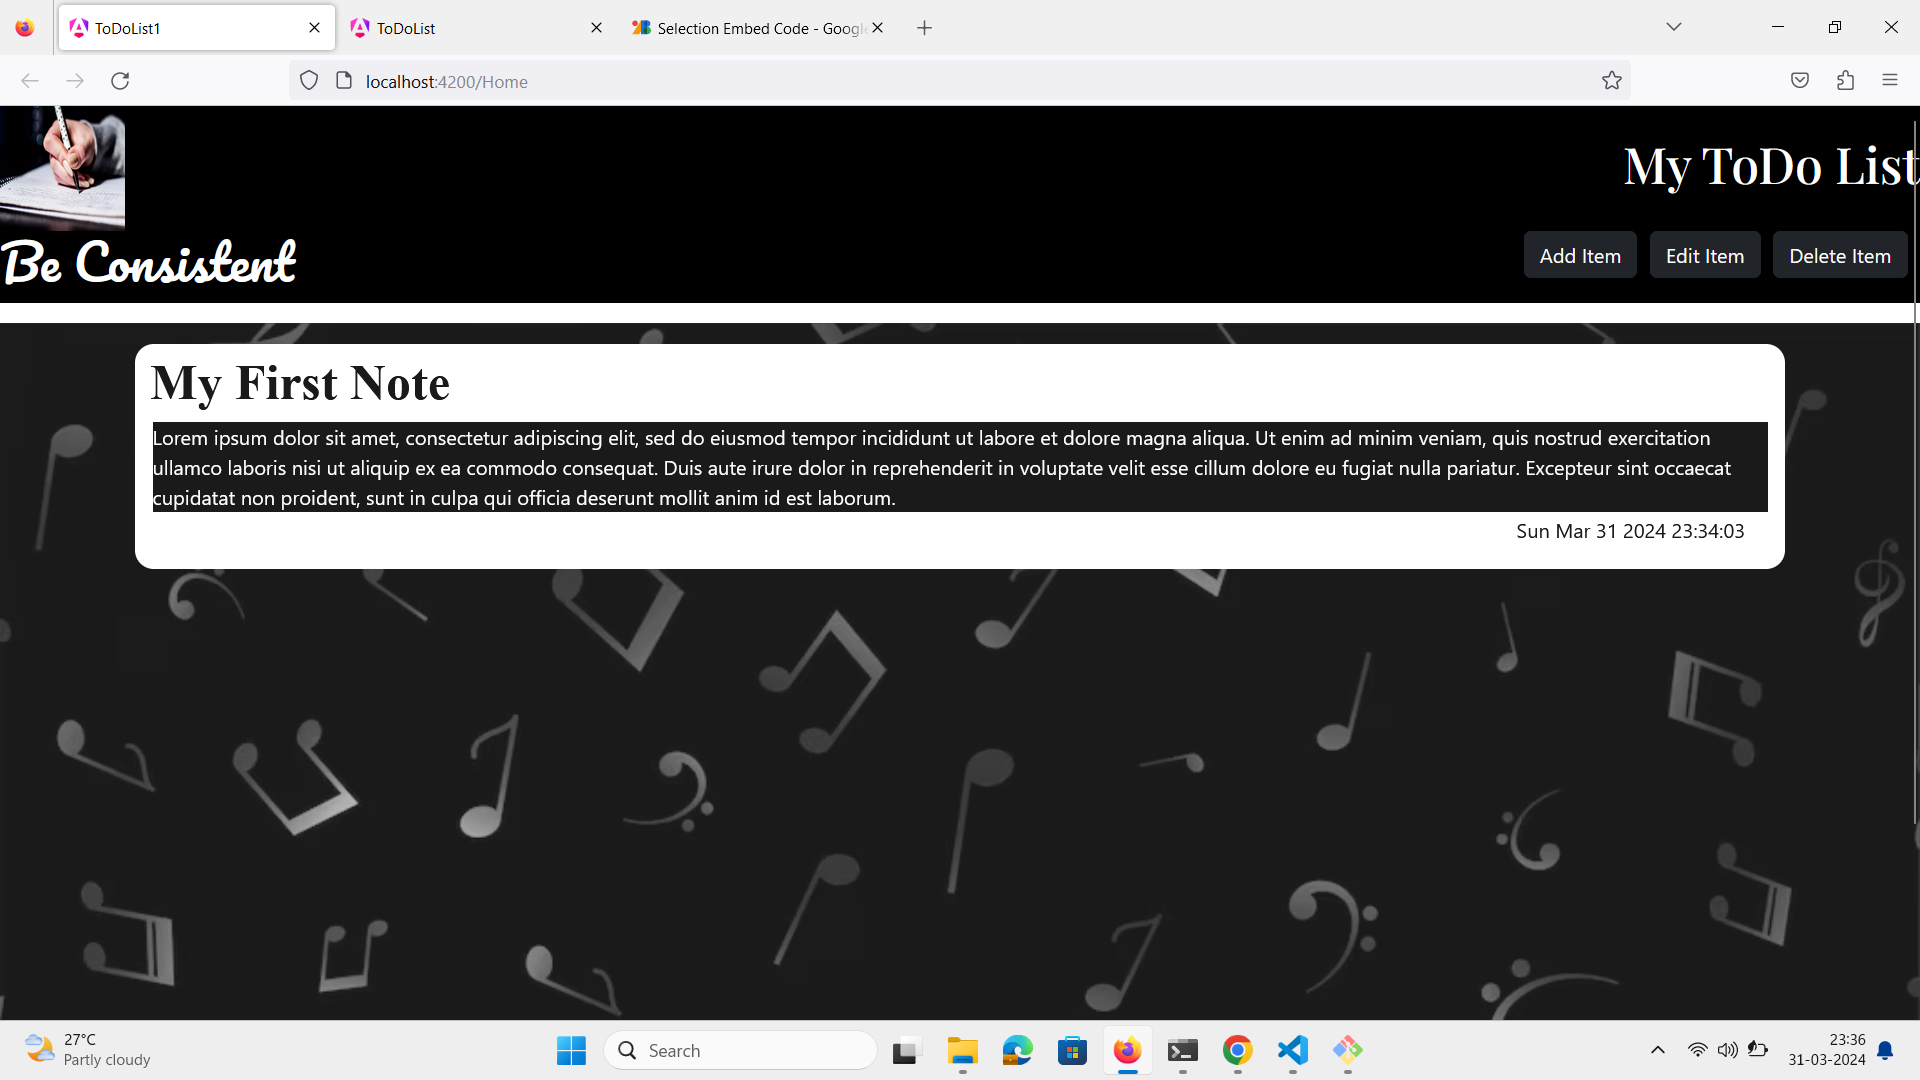 ToDoList1
ToDoList
Selection Embed Code - Google
localhost:4200/Home
My ToDo List
Be Consistent
Add Item
Edit Item
Delete Item
My First Note
Lorem ipsum dolor sit amet, consectetur adipiscing elit, sed do eiusmod tempor incididunt ut labore et dolore magna aliqua. Ut enim ad minim veniam, quis nostrud exercitation
ullamco laboris nisi ut aliquip ex ea commodo consequat. Duis aute irure dolor in reprehenderit in voluptate velit esse cillum dolore eu fugiat nulla pariatur. Excepteur sint occaecat
cupidatat non proident, sunt in culpa qui officia deserunt mollit anim id est laborum.
Sun Mar 31 2024 23:34:03
27°C
Partly cloudy
Search
23:36
31-03-2024